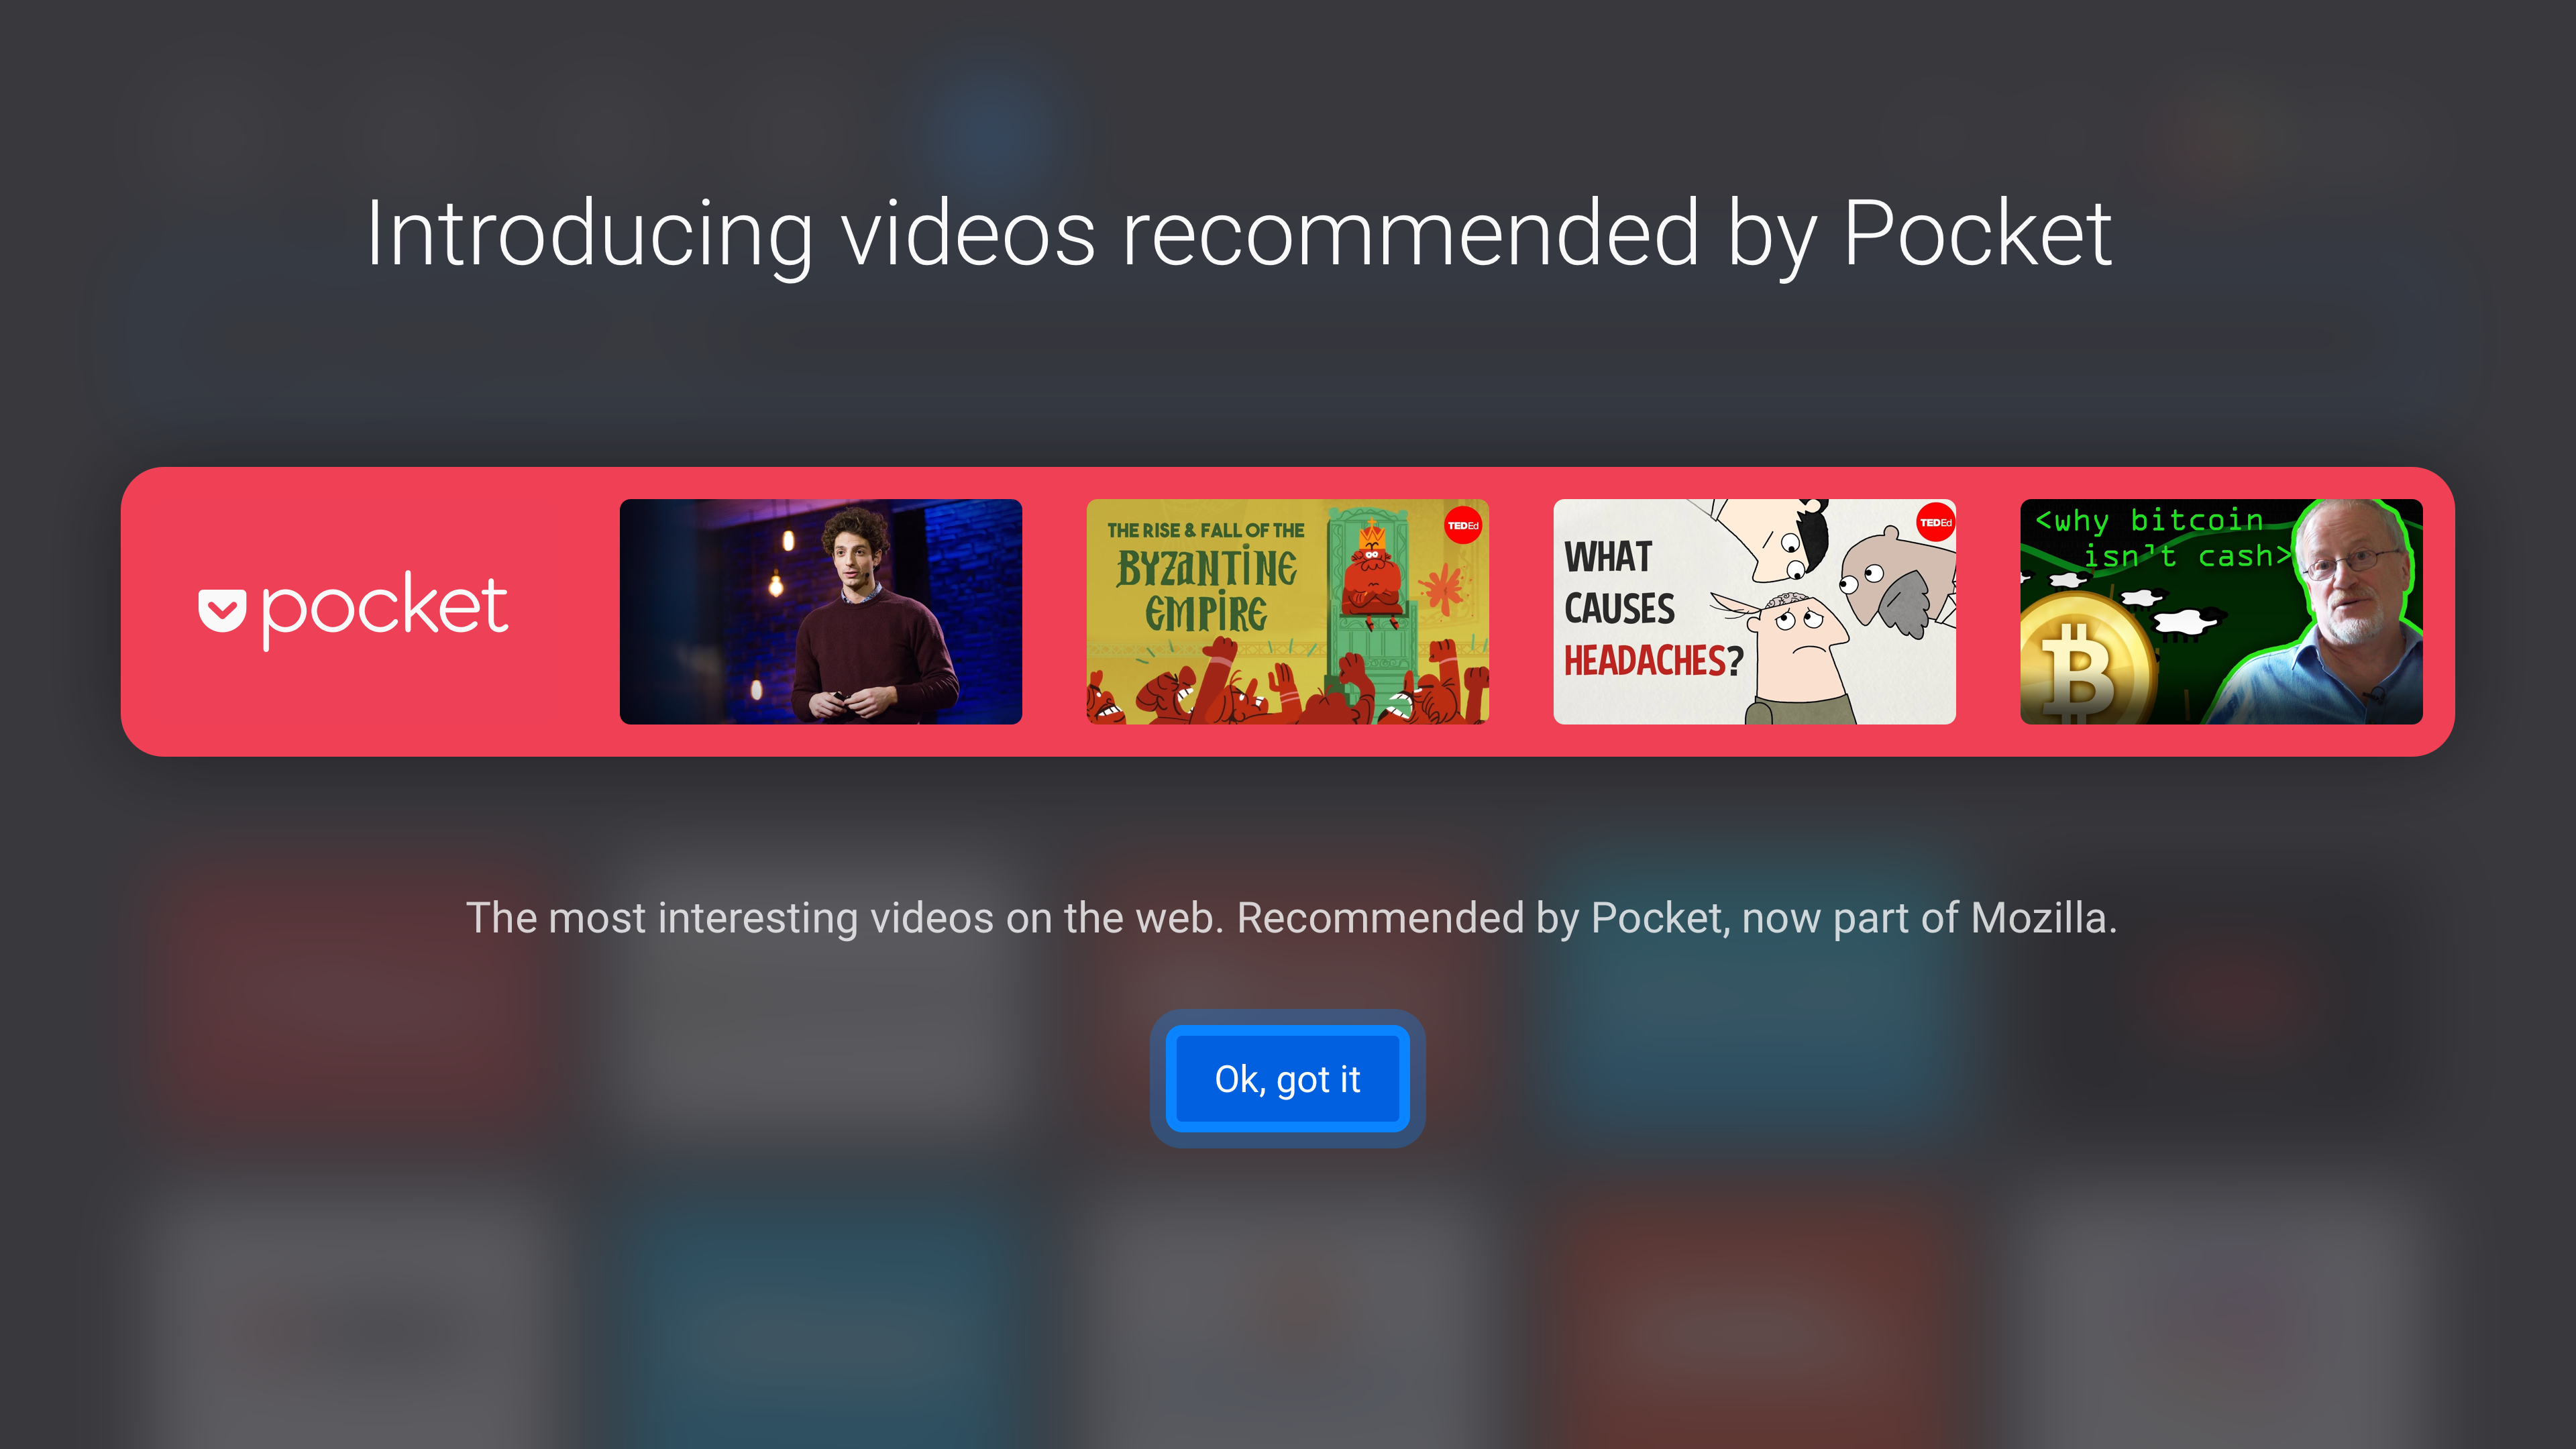 Introducing videos recommended by Pocket
pocket
THE RISE & FALL OF THE
BYZANTINE
EMPIRE
TEDEd
WHAT
CAUSES
HEADACHES?
TEDEd
<why bitcoin
isn't cash>
The most interesting videos on the web. Recommended by Pocket, now part of Mozilla.
Ok, got it